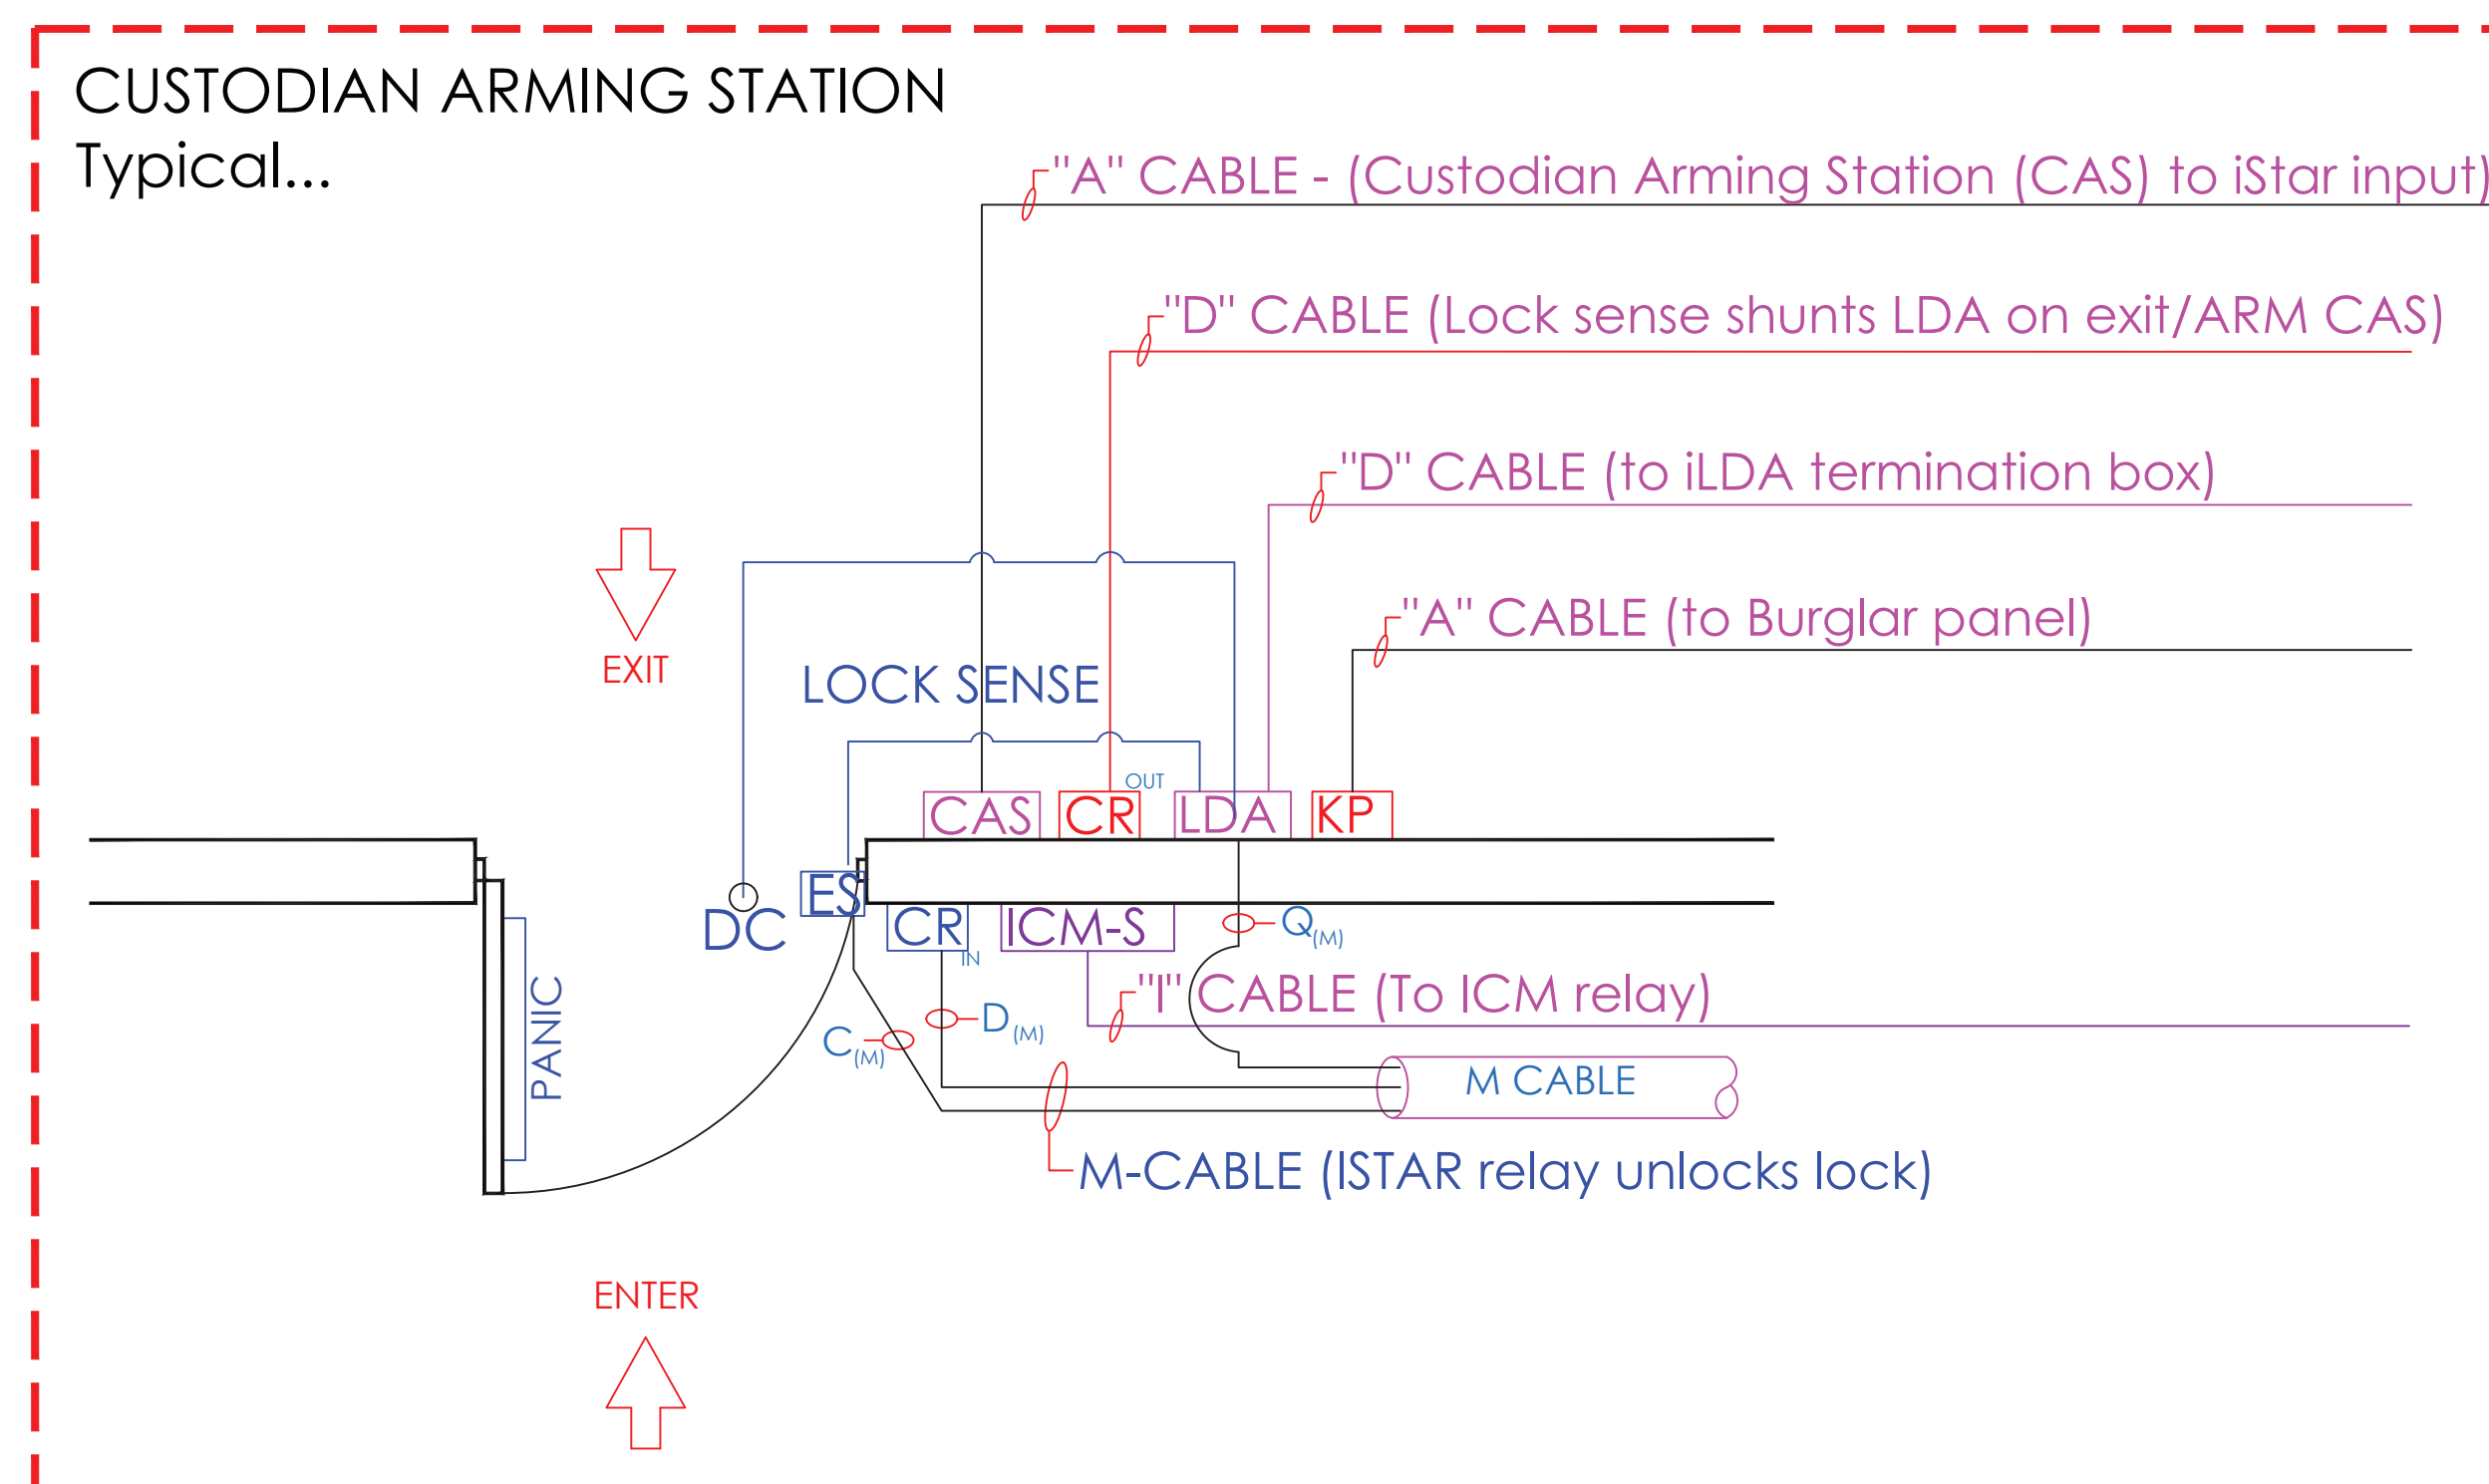 CUSTODIAN ARMING STATION
Typical...
"A" CABLE - (Custodian Arming Station (CAS) to iStar input)
"D" CABLE (Lock sense shunts LDA on exit/ARM CAS)
"D" CABLE (to iLDA termination box)
"A" CABLE (to Burglar panel)
EXIT
LOCK SENSE
OUT
CAS
CR
LDA
KP
ES
DC
CR
IN
ICM-S
Q(M)
"I" CABLE (To ICM relay)
D(M)
C(M)
PANIC
M CABLE
M-CABLE (ISTAR relay unlocks lock)
ENTER